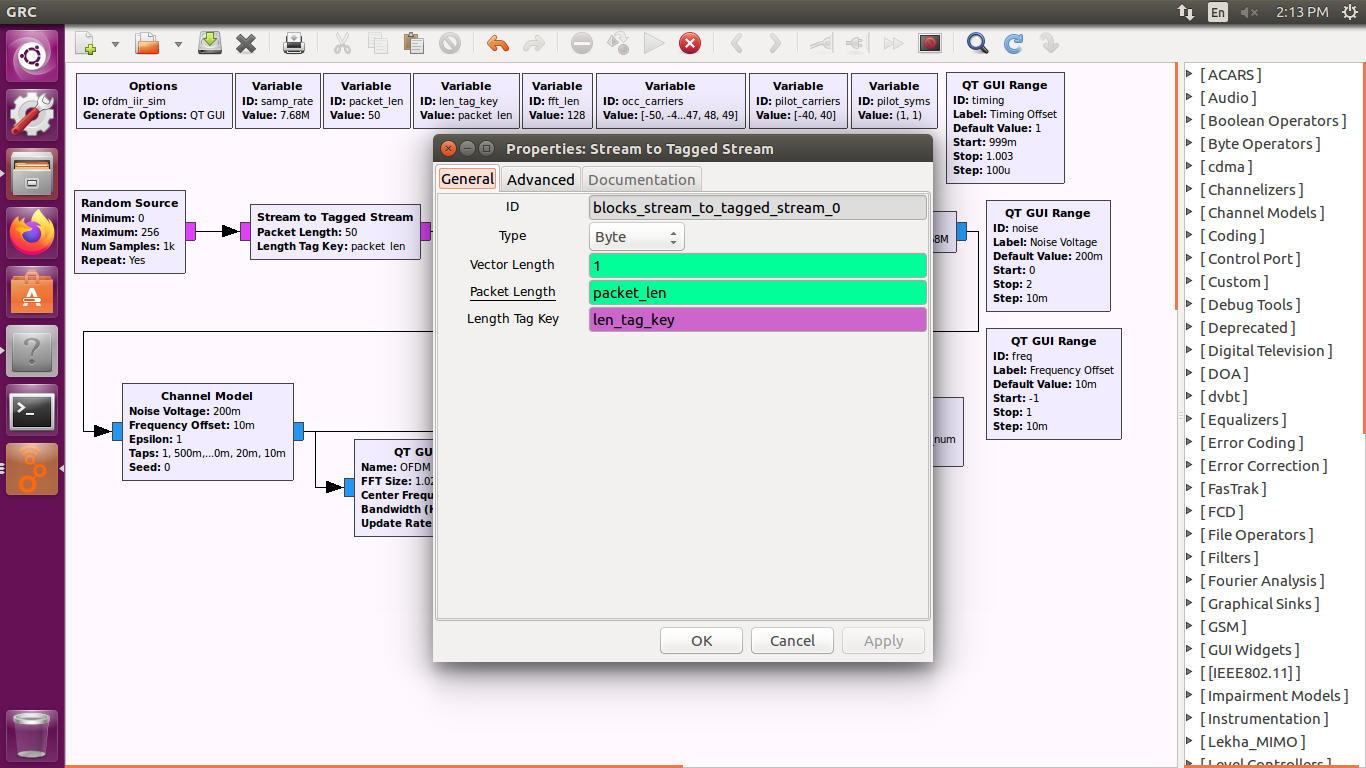 GRC
En
2:13 PM
Options
ID: ofdm_iir_sim
Generate Options: QT GUI
Variable
ID: samp_rate
Value: 7.68M
Variable
ID: packet_len
Value: 50
Variable
ID: len_tag_key
Value: packet_len
Variable
ID: fft_len
Value: 128
Variable
ID: occ_carriers
Value: [-50, -4...47, 48, 49]
Variable
ID: pilot_carriers
Value: [-40, 40]
Variable
ID: pilot_syms
Value: (1, 1)
QT GUI Range
ID: timing
Label: Timing Offset
Default Value: 1
Start: 999m
Stop: 1.003
Step: 100u
Random Source
Minimum: 0
Maximum: 256
Num Samples: 1k
Repeat: Yes
Stream to Tagged Stream
Packet Length: 50
Length Tag Key: packet_len
QT GUI Range
ID: noise
Label: Noise Voltage
Default Value: 200m
Start: 0
Stop: 2
Step: 10m
QT GUI Range
ID: freq
Label: Frequency Offset
Default Value: 10m
Start: -1
Stop: 1
Step: 10m
Channel Model
Noise Voltage: 200m
Frequency Offset: 10m
Epsilon: 1
Taps: 1, 500m,...0m, 20m, 10m
Seed: 0
QT GU
Name: OFDM
FFT Size: 1.02
Center Frequ
Bandwidth (H
Update Rate
8M
_num
Properties: Stream to Tagged Stream
General
Advanced
Documentation
ID
blocks_stream_to_tagged_stream_0
Type
Byte
Vector Length
1
Packet Length
packet_len
Length Tag Key
len_tag_key
OK
Cancel
Apply
[ ACARS ]
[ Audio ]
[ Boolean Operators ]
[ Byte Operators ]
[ cdma ]
[ Channelizers ]
[ Channel Models ]
[ Coding ]
[ Control Port ]
[ Custom ]
[ Debug Tools ]
[ Deprecated ]
[ Digital Television ]
[ DOA ]
[ dvbt ]
[ Equalizers ]
[ Error Coding ]
[ Error Correction ]
[ FasTrak ]
[ FCD ]
[ File Operators ]
[ Filters ]
[ Fourier Analysis ]
[ Graphical Sinks ]
[ GSM ]
[ GUI Widgets ]
[ [IEEE802.11] ]
[ Impairment Models ]
[ Instrumentation ]
[ Lekha_MIMO ]
[ Level Controllers ]